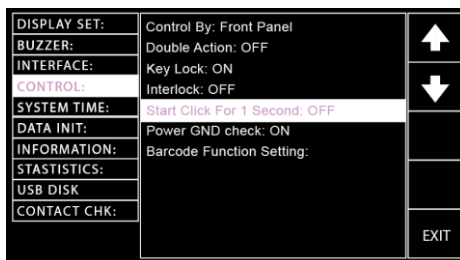 DISPLAY SET:
BUZZER:
INTERFACE:
CONTROL:
SYSTEM TIME:
DATA INIT:
INFORMATION:
STASTISTICS:
USB DISK
CONTACT CHK:
Control By: Front Panel
Double Action: OFF
Key Lock: ON
Interlock: OFF
Start Click For 1 Second: OFF
Power GND check: ON
Barcode Function Setting:
EXIT